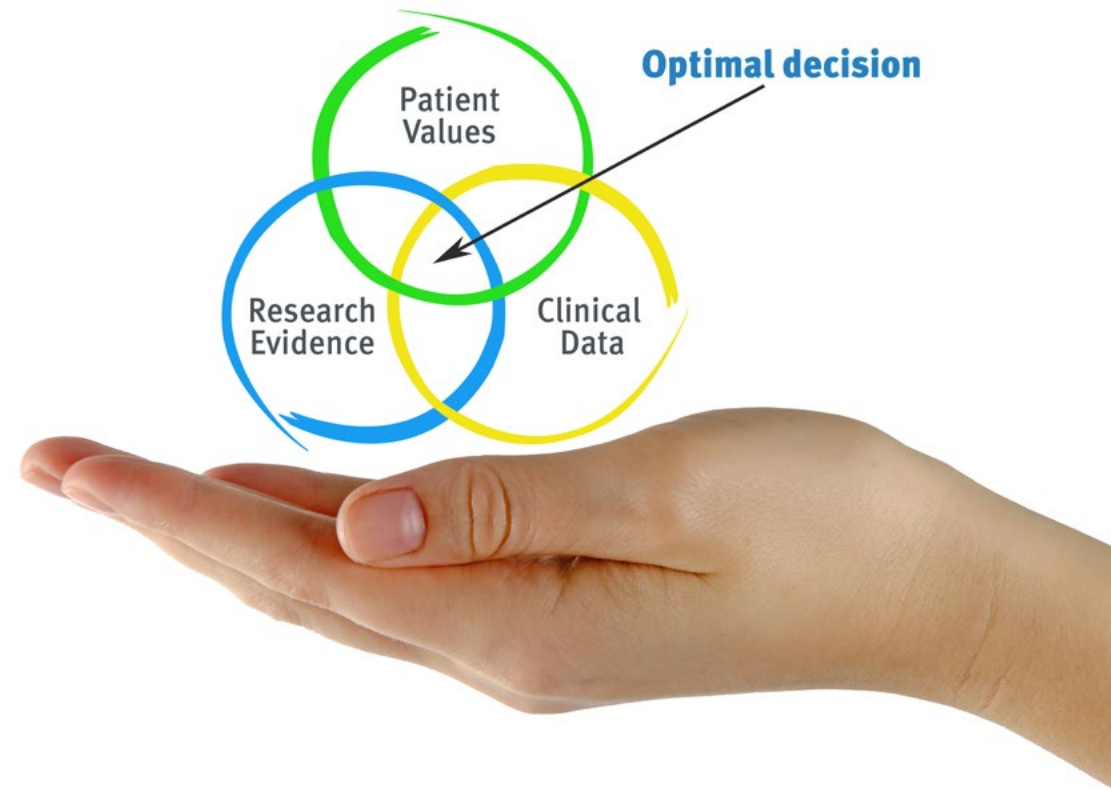 Optimal decision
Patient
Values
Research
Evidence
Clinical
Data